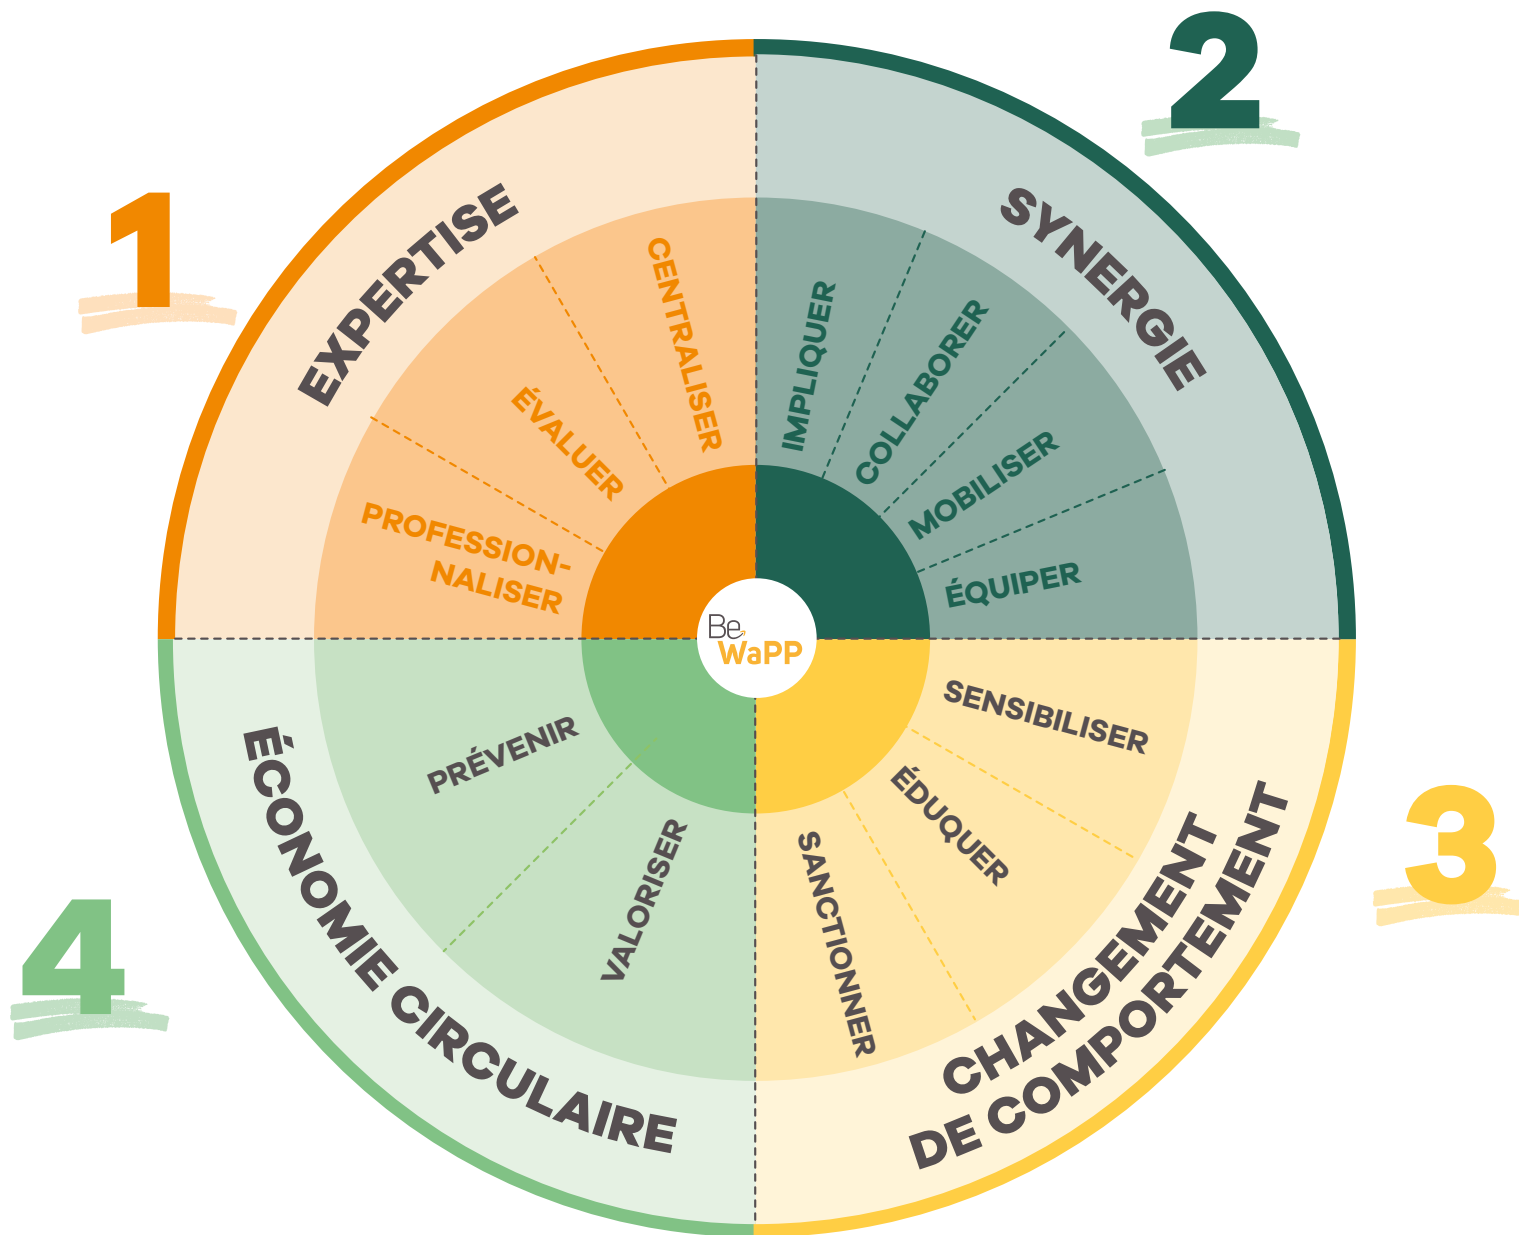 1
EXPERTISE
PROFESSION-
NALISER
ÉVALUER
CENTRALISER
2
SYNERGIE
IMPLIQUER
COLLABORER
MOBILISER
ÉQUIPER
Be
WaPP
3
CHANGEMENT
DE COMPORTEMENT
SENSIBILISER
ÉDUQUER
SANCTIONNER
4
ÉCONOMIE CIRCULAIRE
PRÉVENIR
VALORISER